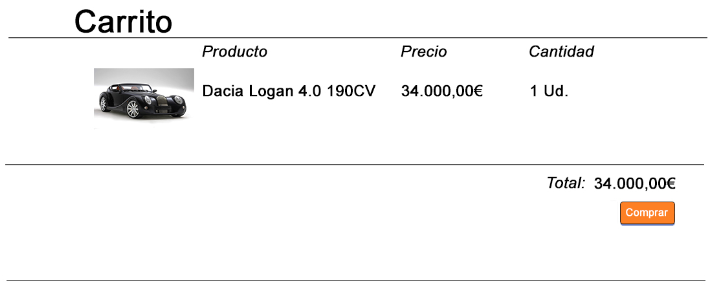 Carrito
Producto Precio Cantidad
Dacia Logan 4.0 190CV 34.000,00€ 1 Ud.
Total: 34.000,00€
Comprar